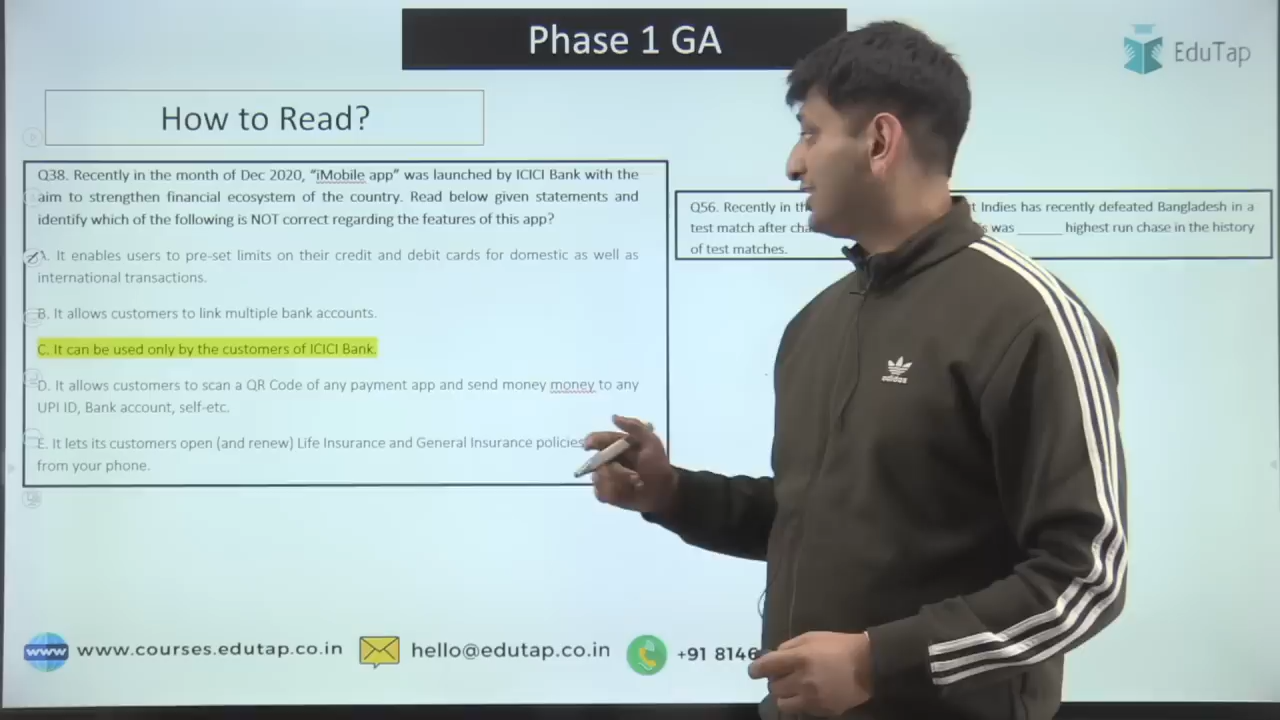 Phase 1 GA
EduTap
How to Read?
Q38. Recently in the month of Dec 2020, “iMobile app” was launched by ICICI Bank with the
aim to strengthen financial ecosystem of the country. Read below given statements and
identify which of the following is NOT correct regarding the features of this app?
A. It enables users to pre-set limits on their credit and debit cards for domestic as well as
international transactions.
B. It allows customers to link multiple bank accounts.
C. It can be used only by the customers of ICICI Bank.
D. It allows customers to scan a QR Code of any payment app and send money money to any
UPI ID, Bank account, self-etc.
E. It lets its customers open (and renew) Life Insurance and General Insurance policies
from your phone.
Q56. Recently in Indies has recently defeated Bangladesh in a
test match after was ______ highest run chase in the history
of test matches.
adidas
www
www.courses.edutap.co.in
hello@edutap.co.in
+91 8146